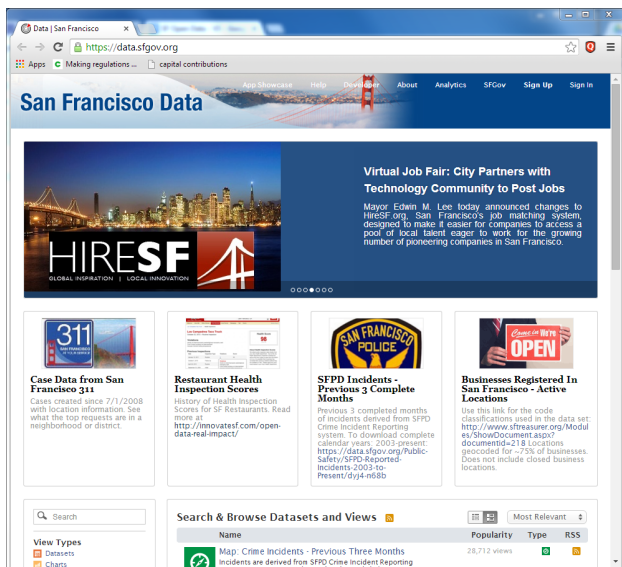 Data | San Francisco
https://data.sfgov.org
Apps
Making regulations ...
capital contributions
App Showcase
Help
Developer
About
Analytics
SFGov
Sign Up
Sign In
San Francisco Data
Virtual Job Fair: City Partners with
Technology Community to Post Jobs
Mayor Edwin M. Lee today announced changes to
HireSF.org, San Francisco's job matching system,
designed to make it easier for companies to access a
pool of local talent eager to work for the growing
number of pioneering companies in San Francisco.
HIRESF
GLOBAL INSPIRATION | LOCAL INNOVATION
311
Case Data from San
Francisco 311
Cases created since 7/1/2008
with location information. See
what the top requests are in a
neighborhood or district.
Restaurant Health
Inspection Scores
History of Health Inspection
Scores for SF Restaurants. Read
more at
http://innovatesf.com/open-
data-real-impact/
SAN FRANCISCO
POLICE
SFPD Incidents -
Previous 3 Complete
Months
Previous 3 completed months
of incidents derived from SFPD
Crime Incident Reporting
system. To download complete
calendar years: 2003-present:
https://data.sfgov.org/Public-
Safety/SFPD-Reported-
Incidents-2003-to-
Present/dyj4-n68b
Come in We're
OPEN
Businesses Registered In
San Francisco - Active
Locations
Use this link for the code
classifications used in the data set:
http://www.sftreasurer.org/Modul
es/ShowDocument.aspx?
documentid=218 Locations
geocoded for ~75% of businesses.
Does not include closed business
locations.
Search
View Types
Datasets
Charts
Search & Browse Datasets and Views
Most Relevant
Name
Popularity
Type
RSS
Map: Crime Incidents - Previous Three Months
28,712 views
Incidents are derived from SFPD Crime Incident Reporting